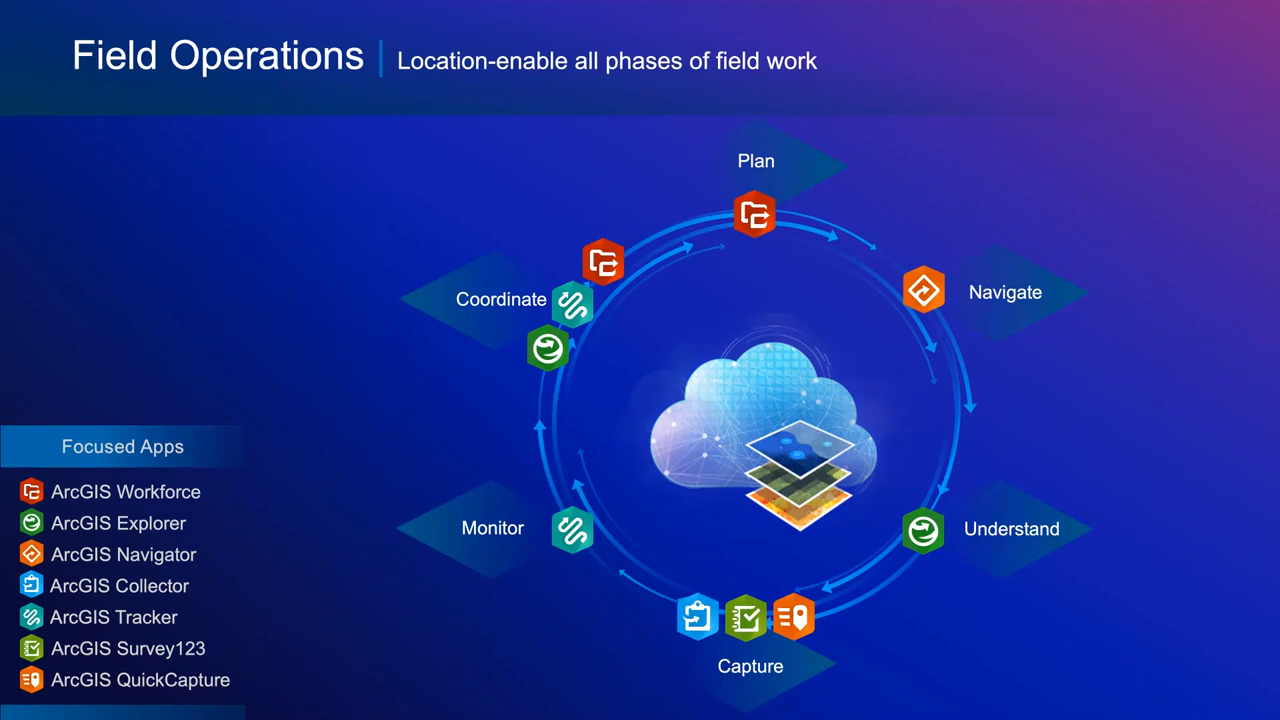 Field Operations | Location-enable all phases of field work
Plan
Navigate
Coordinate
Focused Apps
ArcGIS Workforce
ArcGIS Explorer
ArcGIS Navigator
ArcGIS Collector
ArcGIS Tracker
ArcGIS Survey123
ArcGIS QuickCapture
Monitor
Understand
Capture